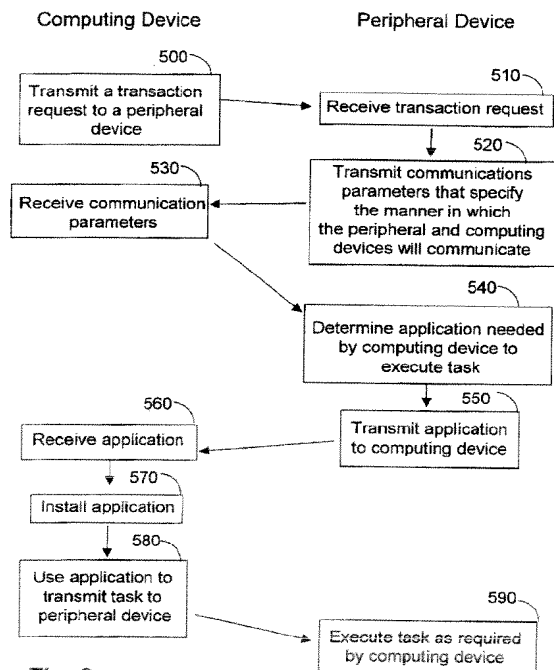 Computing Device
Peripheral Device
500
Transmit a transaction
request to a peripheral
device
510
Receive transaction request
520
Transmit communications
parameters that specify
the manner in which
the peripheral and computing
devices will communicate
530
Receive communication
parameters
540
Determine application needed
by computing device to
execute task
550
Transmit application
to computing device
560
Receive application
570
Install application
580
Use application to
transmit task to
peripheral device
590
Execute task as required
by computing device